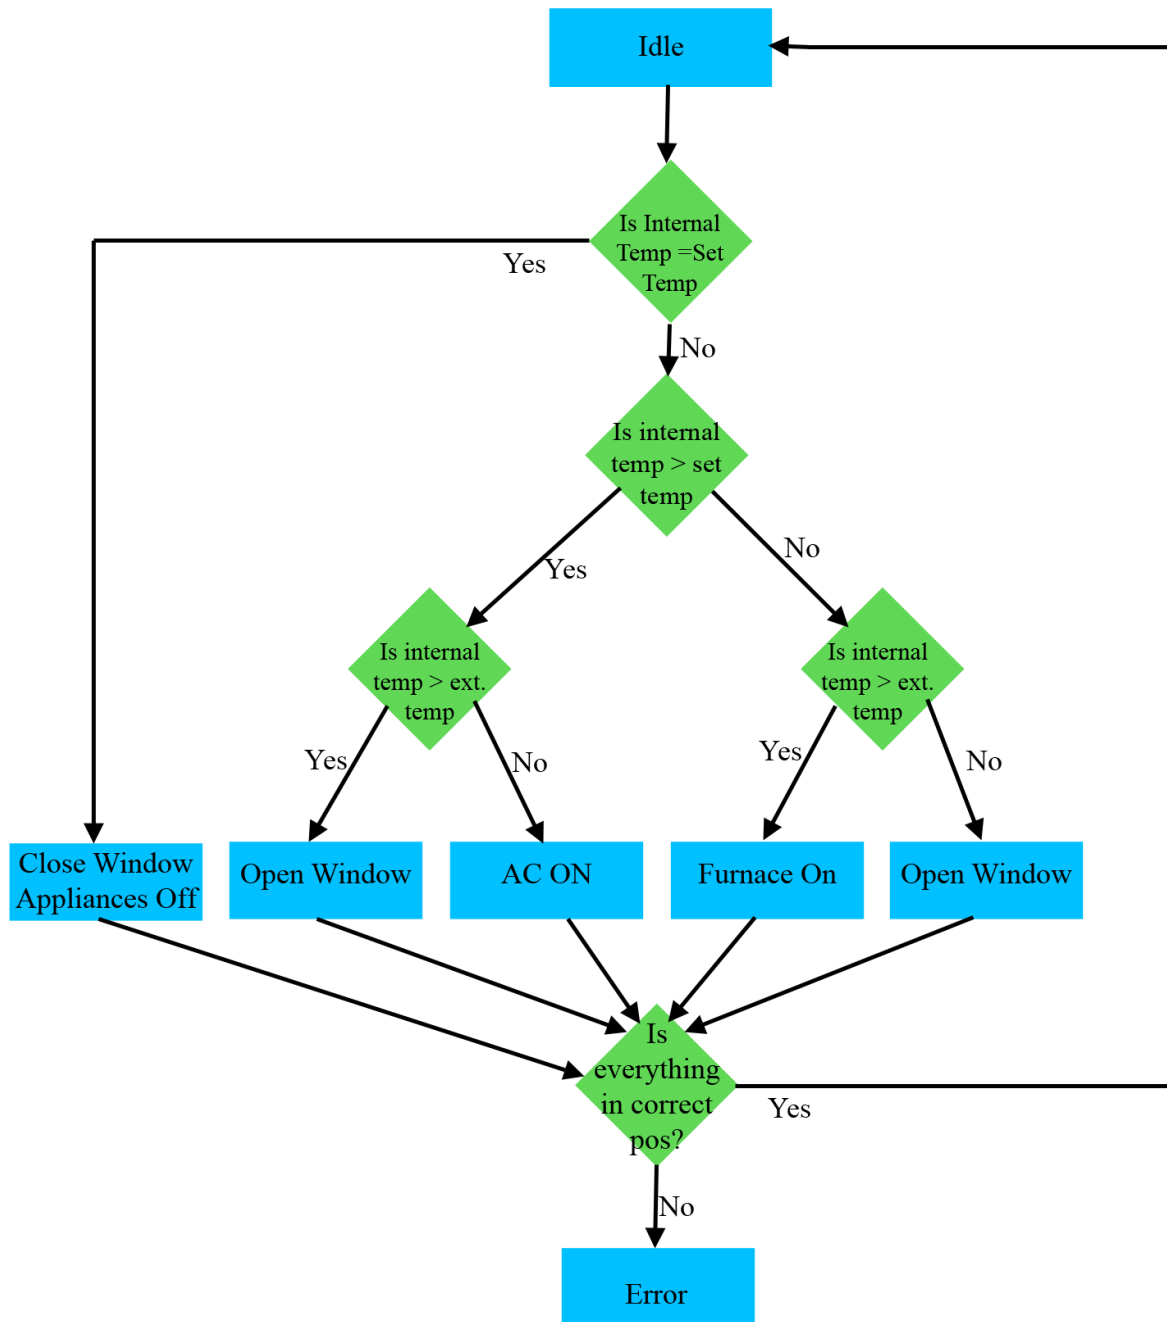 Idle
Is Internal
Temp =Set
Temp
Yes
No
Is internal
temp > set
temp
Yes
No
Is internal
temp > ext.
temp
Is internal
temp > ext.
temp
Yes
No
Yes
No
Close Window
Appliances Off
Open Window
AC ON
Furnace On
Open Window
Is
everything
in correct
pos?
Yes
No
Error